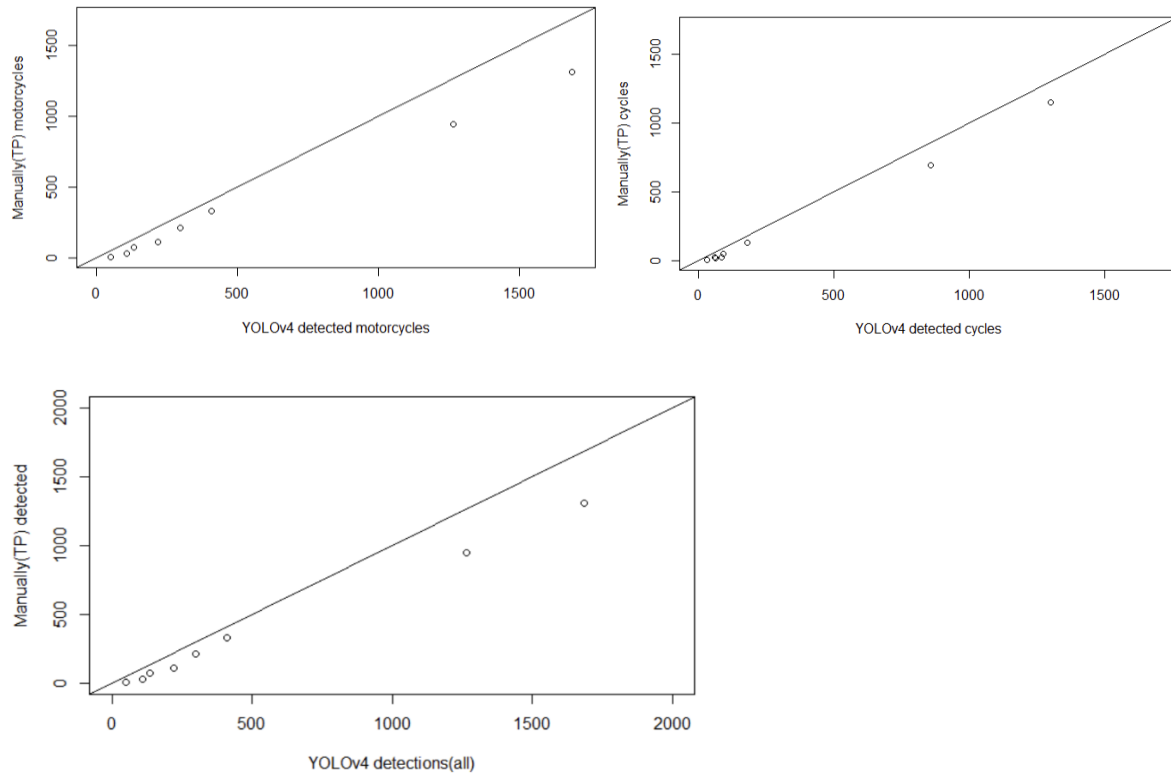 Manually(TP) motorcycles
1500
1000
500
0
0 500 1000 1500
YOLOv4 detected motorcycles
Manually(TP) cycles
1500
1000
500
0
0 500 1000 1500
YOLOv4 detected cycles
Manually(TP) detected
2000
1500
1000
500
0
0 500 1000 1500 2000
YOLOv4 detections(all)